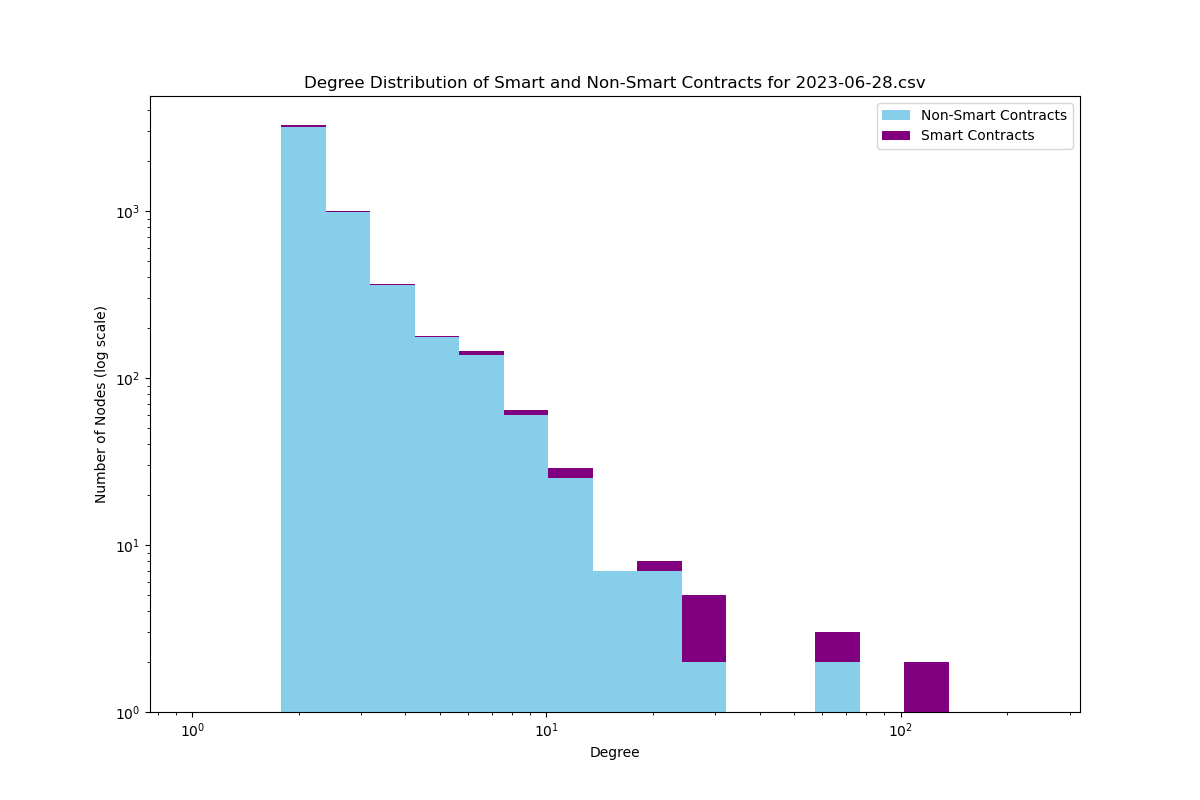 Degree Distribution of Smart and Non-Smart Contracts for 2023-06-28.csv
Non-Smart Contracts
Smart Contracts
Number of Nodes (log scale)
10³
10²
10¹
10⁰
10⁰ 10¹ 10²
Degree